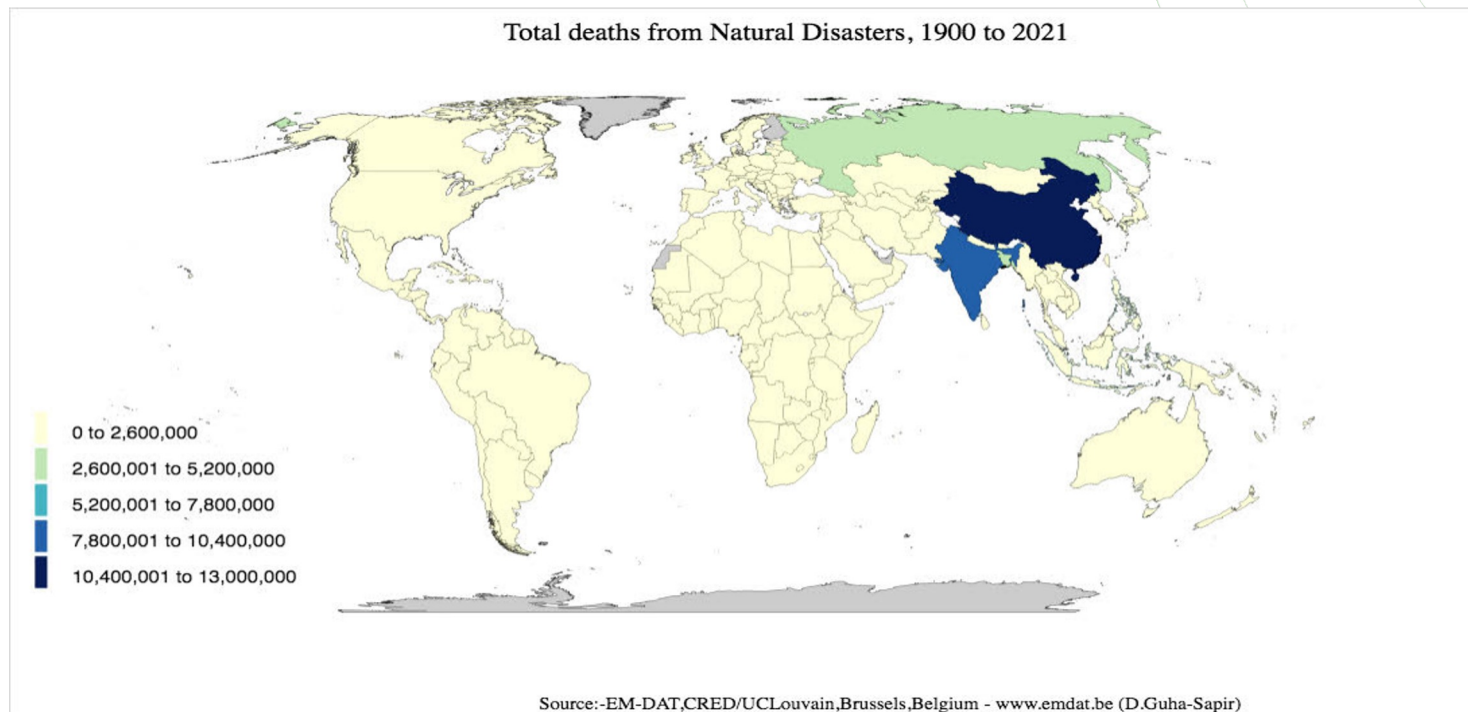 Total deaths from Natural Disasters, 1900 to 2021
0 to 2,600,000
2,600,001 to 5,200,000
5,200,001 to 7,800,000
7,800,001 to 10,400,000
10,400,001 to 13,000,000
Source:-EM-DAT,CRED/UCLouvain,Brussels,Belgium - www.emdat.be (D.Guha-Sapir)